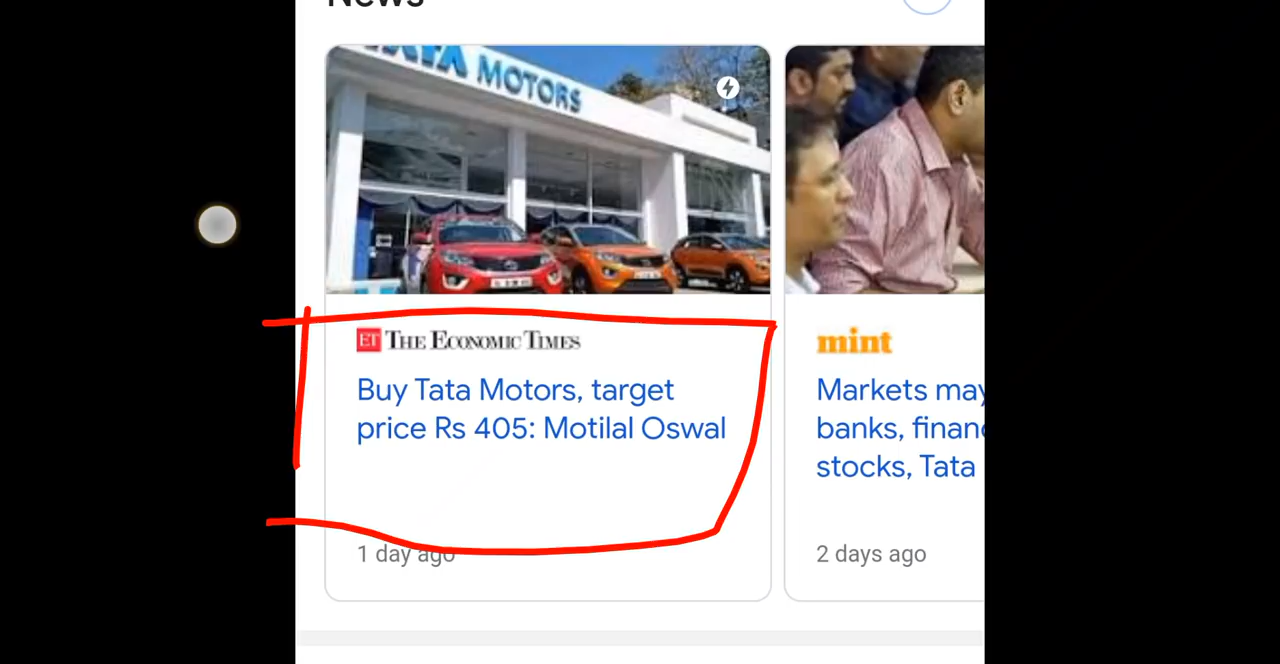 News
TATA MOTORS
ET THE ECONOMIC TIMES
Buy Tata Motors, target
price Rs 405: Motilal Oswal
1 day ago
mint
Markets may
banks, financ
stocks, Tata
2 days ago